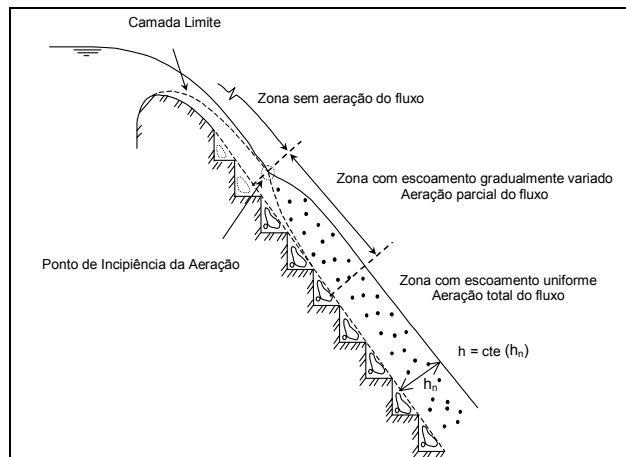 Camada Limite
Zona sem aeração do fluxo
Zona com escoamento gradualmente variado
Aeração parcial do fluxo
Ponto de Incipiência da Aeração
Zona com escoamento uniforme
Aeração total do fluxo
h = cte (hn)
hn